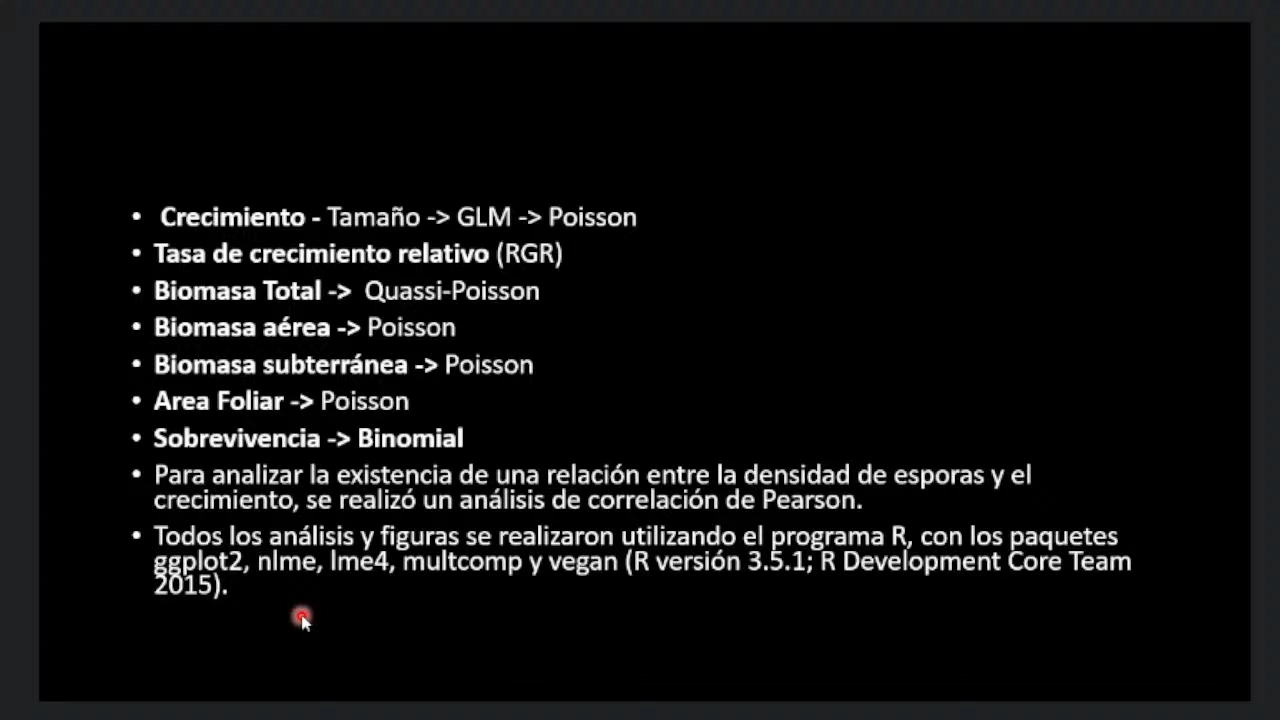 • Crecimiento - Tamaño -> GLM -> Poisson
• Tasa de crecimiento relativo (RGR)
• Biomasa Total -> Quassi-Poisson
• Biomasa aérea -> Poisson
• Biomasa subterránea -> Poisson
• Area Foliar -> Poisson
• Sobrevivencia -> Binomial
• Para analizar la existencia de una relación entre la densidad de esporas y el
crecimiento, se realizó un análisis de correlación de Pearson.
• Todos los análisis y figuras se realizaron utilizando el programa R, con los paquetes
ggplot2, nlme, lme4, multcomp y vegan (R versión 3.5.1; R Development Core Team
2015).